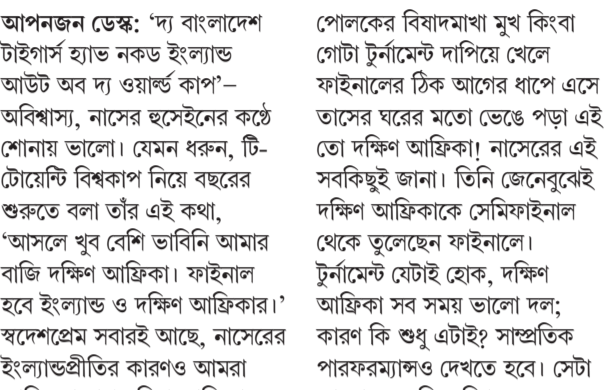 আপনজন ডেস্ক: ‘দ্য বাংলাদেশ
টাইগার্স হ্যাভ নকড ইংল্যান্ড
আউট অব দ্য ওয়ার্ল্ড কাপ’–
অবিশ্বাস্য, নাসের হুসেইনের কণ্ঠে
শোনায় ভালো। যেমন ধরুন, টি-
টোয়েন্টি বিশ্বকাপ নিয়ে বছরের
শুরুতে বলা তাঁর এই কথা,
‘আসলে খুব বেশি ভাবিনি আমার
বাজি দক্ষিণ আফ্রিকা। ফাইনাল
হবে ইংল্যান্ড ও দক্ষিণ আফ্রিকার।’
স্বদেশপ্রেম সবারই আছে, নাসেরের
ইংল্যান্ডপ্রীতির কারণও আমরা
পোলকের বিষাদমাখা মুখ কিংবা
গোটা টুর্নামেন্ট দাপিয়ে খেলে
ফাইনালের ঠিক আগের ধাপে এসে
তাসের ঘরের মতো ভেঙে পড়া এই
তো দক্ষিণ আফ্রিকা! নাসেরের এই
সবকিছুই জানা। তিনি জেনেবুঝেই
দক্ষিণ আফ্রিকাকে সেমিফাইনাল
থেকে তুলেছেন ফাইনালে।
টুর্নামেন্ট যেটাই হোক, দক্ষিণ
আফ্রিকা সব সময় ভালো দল;
কারণ কি শুধু এটাই? সাম্প্রতিক
পারফরম্যান্সও দেখতে হবে। সেটা